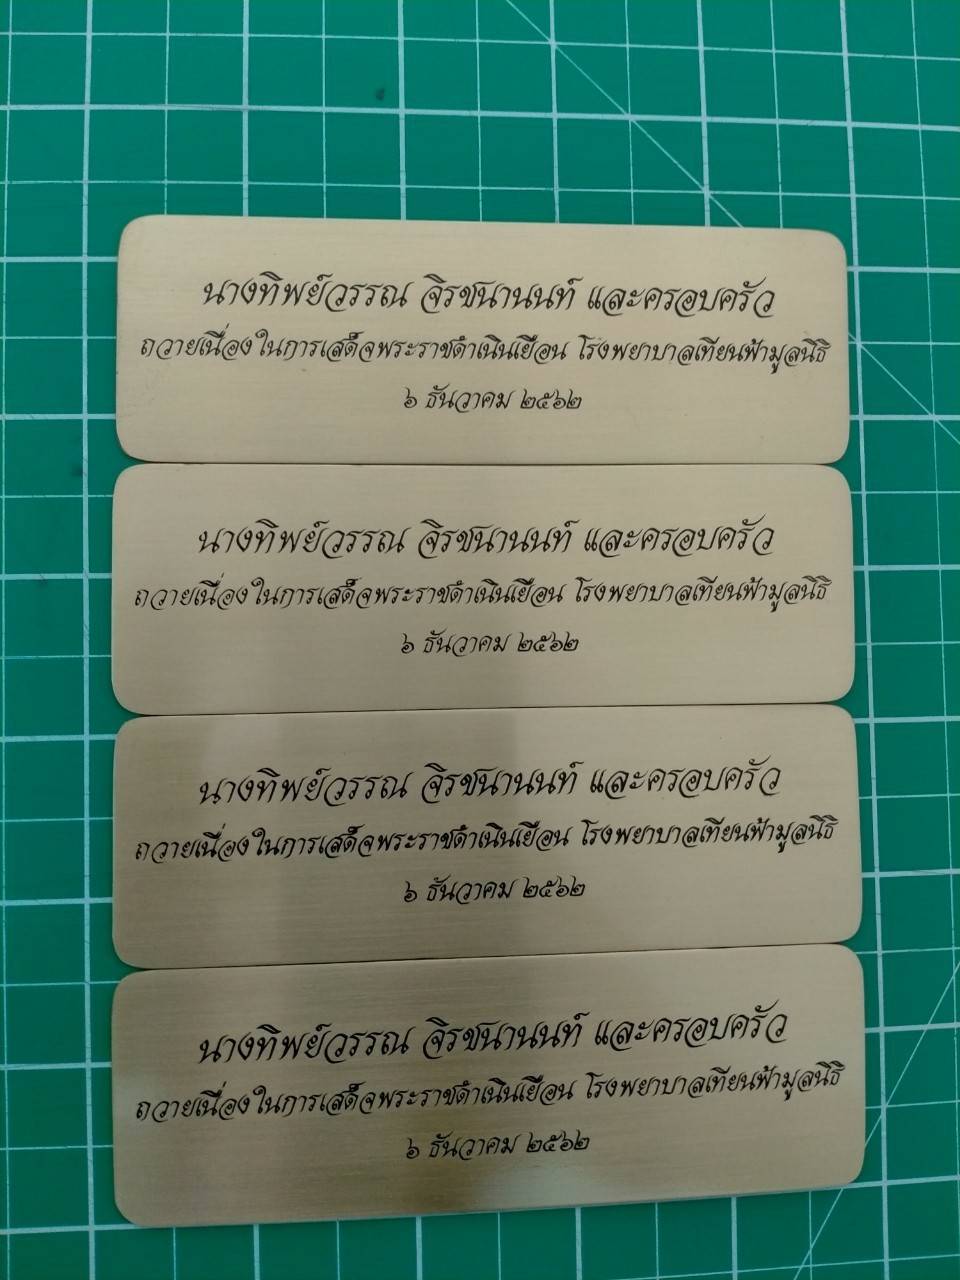 นางทิพย์วรรณ จิรชนานนท์ และครอบครัว
ถวายเนื่องในการเสด็จพระราชดำเนินเยือน โรงพยาบาลเทียนฟ้ามูลนิธิ
๖ ธันวาคม ๒๕๖๒
นางทิพย์วรรณ จิรชนานนท์ และครอบครัว
ถวายเนื่องในการเสด็จพระราชดำเนินเยือน โรงพยาบาลเทียนฟ้ามูลนิธิ
๖ ธันวาคม ๒๕๖๒
นางทิพย์วรรณ จิรชนานนท์ และครอบครัว
ถวายเนื่องในการเสด็จพระราชดำเนินเยือน โรงพยาบาลเทียนฟ้ามูลนิธิ
๖ ธันวาคม ๒๕๖๒
นางทิพย์วรรณ จิรชนานนท์ และครอบครัว
ถวายเนื่องในการเสด็จพระราชดำเนินเยือน โรงพยาบาลเทียนฟ้ามูลนิธิ
๖ ธันวาคม ๒๕๖๒